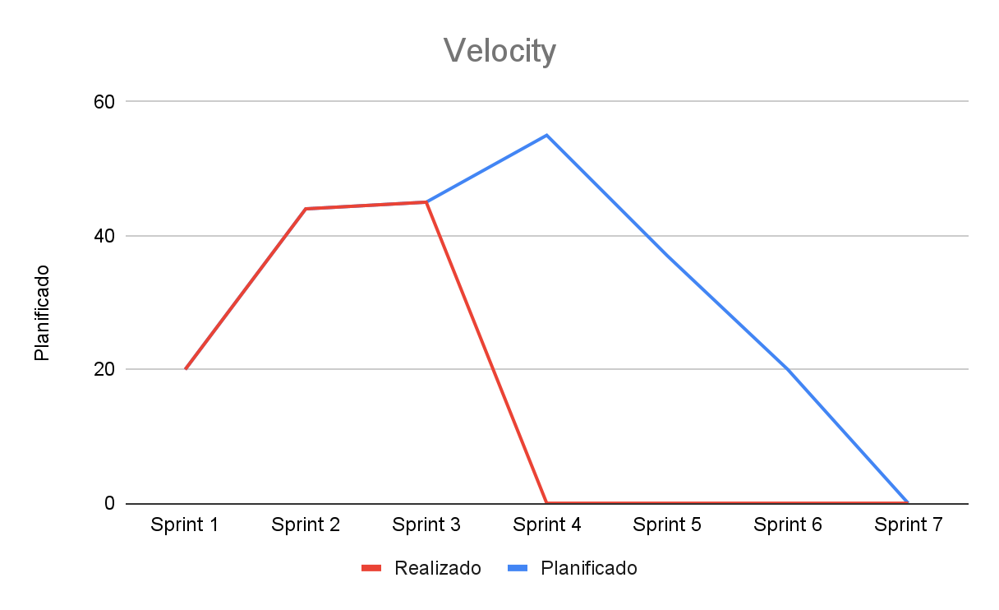 Velocity
60
40
20
0
Planificado
Sprint 1 Sprint 2 Sprint 3 Sprint 4 Sprint 5 Sprint 6 Sprint 7
Realizado Planificado